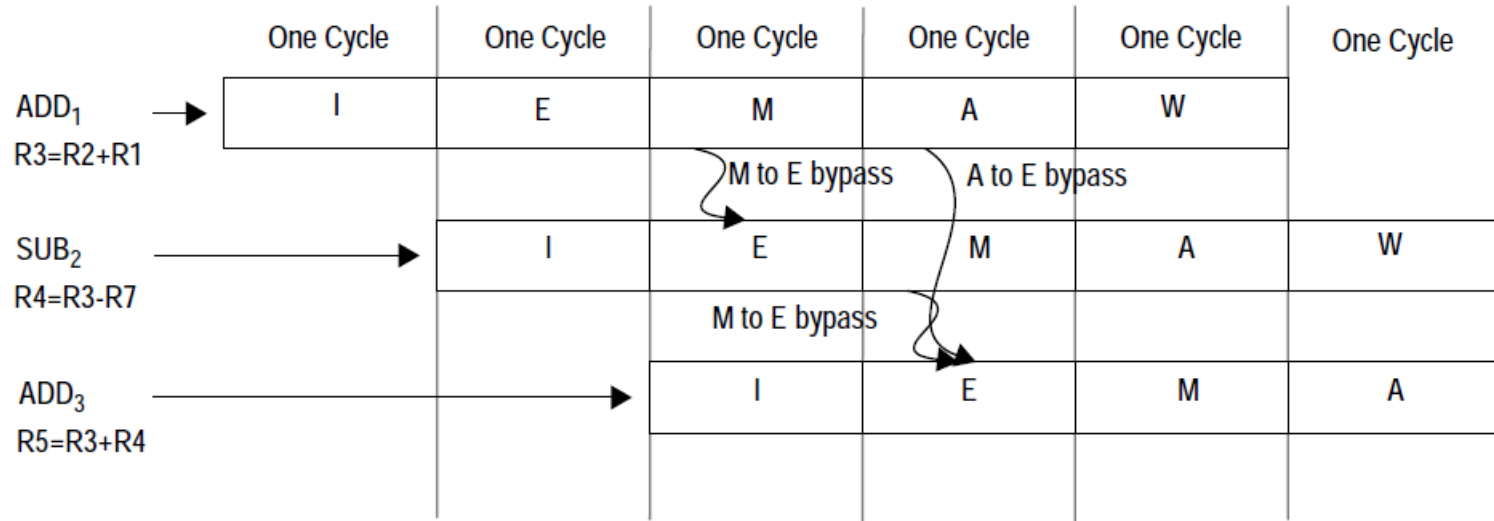 One Cycle One Cycle One Cycle One Cycle One Cycle One Cycle
ADD1 I E M A W
R3=R2+R1
M to E bypass A to E bypass
SUB2 I E M A W
R4=R3-R7
M to E bypass
ADD3 I E M A
R5=R3+R4